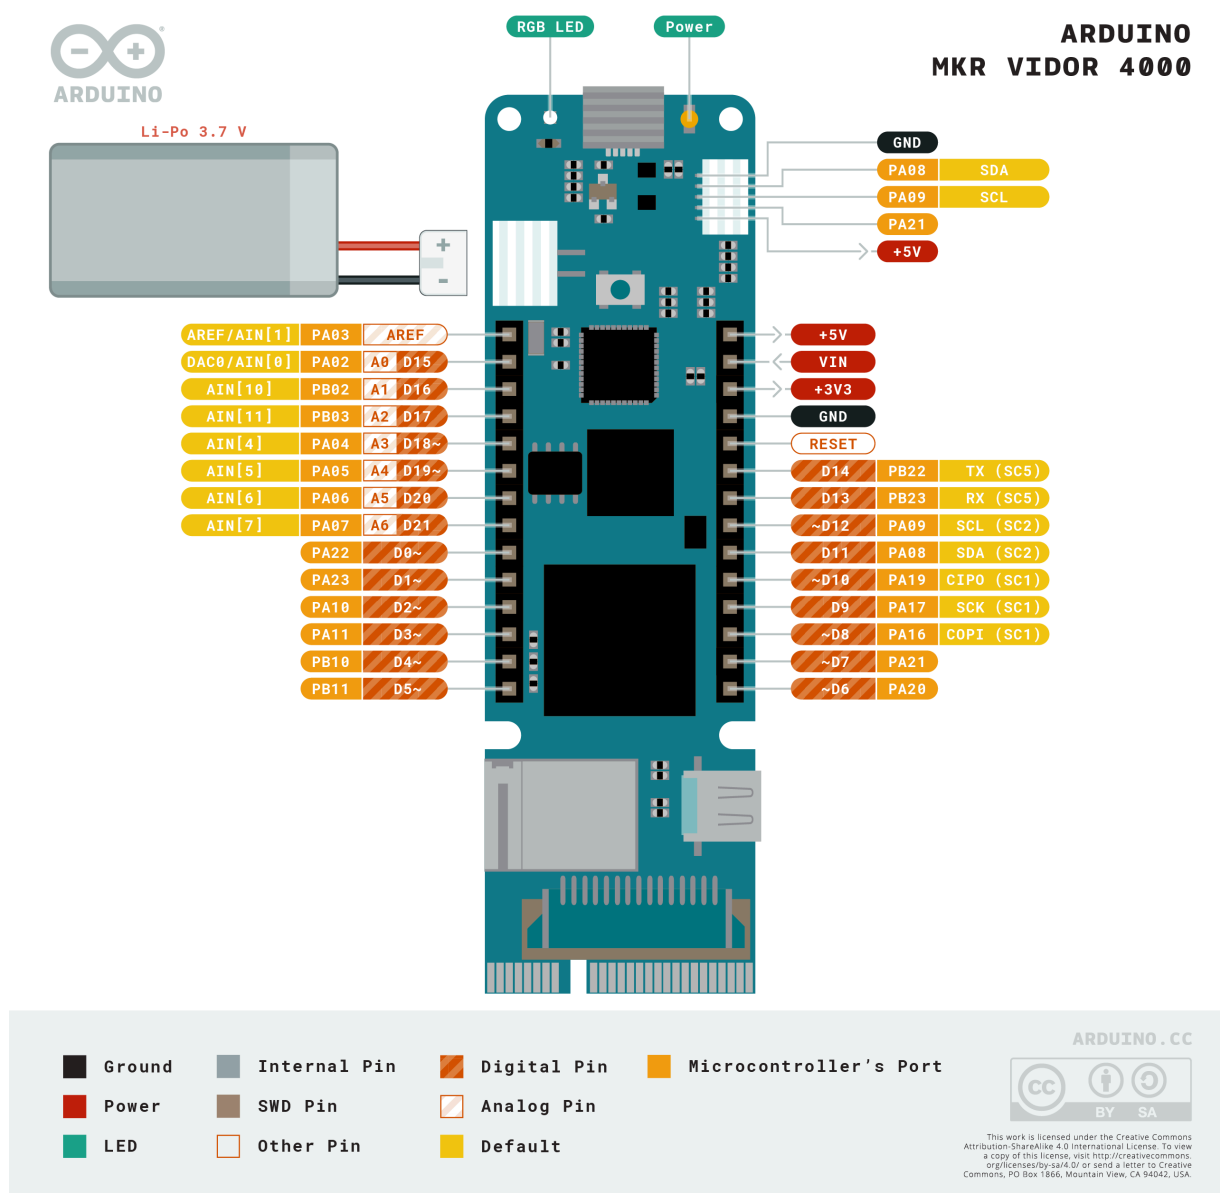 RGB LED
Power
ARDUINO
MKR VIDOR 4000
ARDUINO
Li-Po 3.7 V
+
-
GND
PA08 SDA
PA09 SCL
PA21
+5V
AREF/AIN[1] PA03 AREF
DAC0/AIN[0] PA02 A0 D15
AIN[10] PB02 A1 D16
AIN[11] PB03 A2 D17
AIN[4] PA04 A3 D18~
AIN[5] PA05 A4 D19~
AIN[6] PA06 A5 D20
AIN[7] PA07 A6 D21
PA22 D0~
PA23 D1~
PA10 D2~
PA11 D3~
PB10 D4~
PB11 D5~
+5V
VIN
+3V3
GND
RESET
D14 PB22 TX (SC5)
D13 PB23 RX (SC5)
~D12 PA09 SCL (SC2)
D11 PA08 SDA (SC2)
~D10 PA19 CIPO (SC1)
D9 PA17 SCK (SC1)
~D8 PA16 COPI (SC1)
~D7 PA21
~D6 PA20
Ground
Power
LED
Internal Pin
SWD Pin
Other Pin
Digital Pin
Analog Pin
Default
Microcontroller's Port
ARDUINO.CC
CC
BY SA
This work is licensed under the Creative Commons
Attribution-ShareAlike 4.0 International License. To view
a copy of this license, visit http://creativecommons.
org/licenses/by-sa/4.0/ or send a letter to Creative
Commons, PO Box 1866, Mountain View, CA 94042, USA.